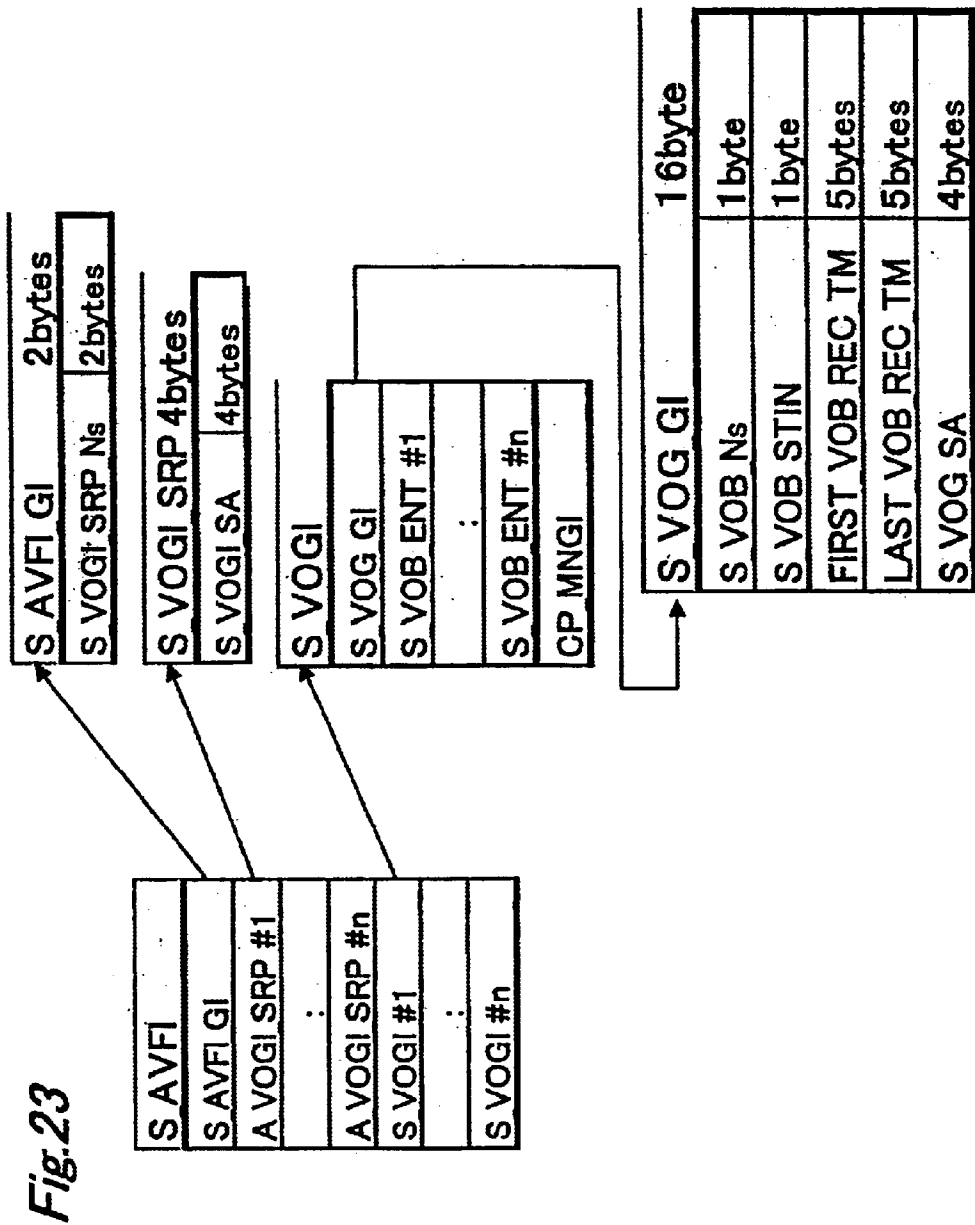 Fig.23
S AVFI
S AVFI GI
A VOGI SRP #1
:
A VOGI SRP #n
S VOGI #1
:
S VOGI #n
S AVFI GI 2bytes
S VOGI SRP Ns 2bytes
S VOGI SRP 4bytes
S VOGI SA 4bytes
S VOGI
S VOG GI
S VOB ENT #1
:
S VOB ENT #n
CP MNGI
S VOG GI 16byte
S VOB Ns 1byte
S VOB STIN 1byte
FIRST VOB REC TM 5bytes
LAST VOB REC TM 5bytes
S VOG SA 4bytes